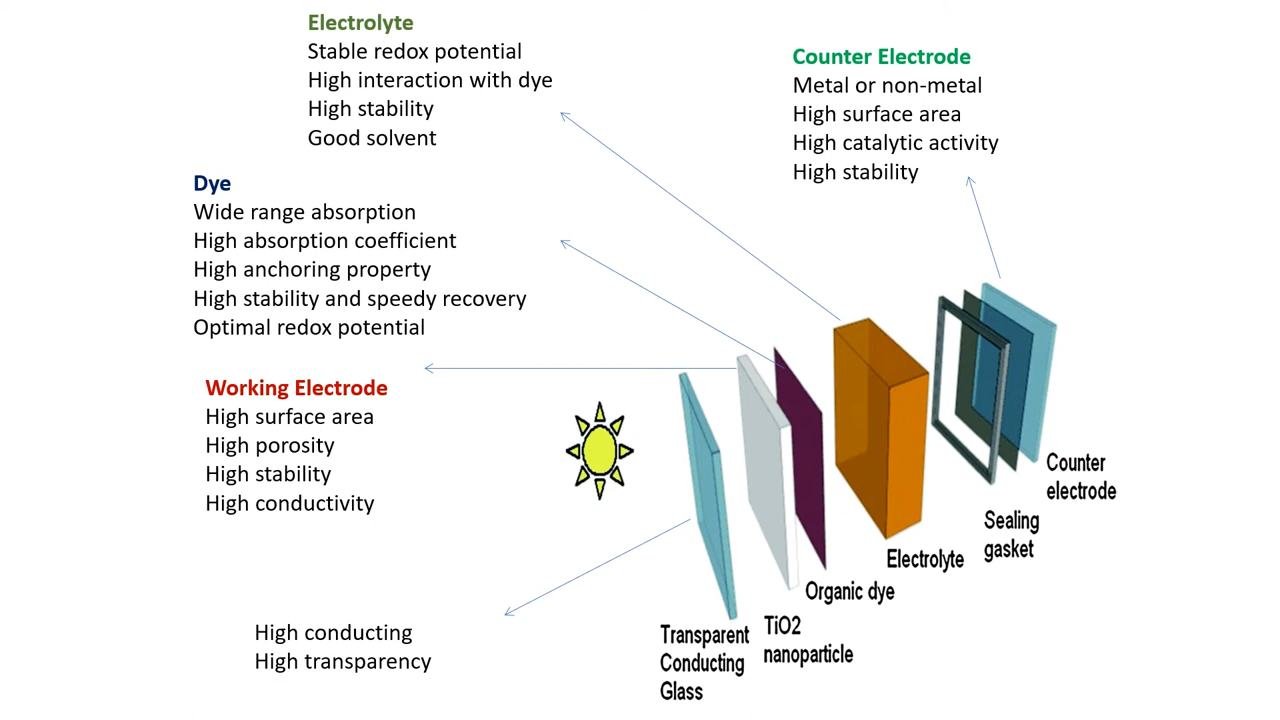 Electrolyte
Stable redox potential
High interaction with dye
High stability
Good solvent
Counter Electrode
Metal or non-metal
High surface area
High catalytic activity
High stability
Dye
Wide range absorption
High absorption coefficient
High anchoring property
High stability and speedy recovery
Optimal redox potential
Working Electrode
High surface area
High porosity
High stability
High conductivity
High conducting
High transparency
Transparent
Conducting
Glass
TiO2
nanoparticle
Organic dye
Electrolyte
Sealing
gasket
Counter
electrode